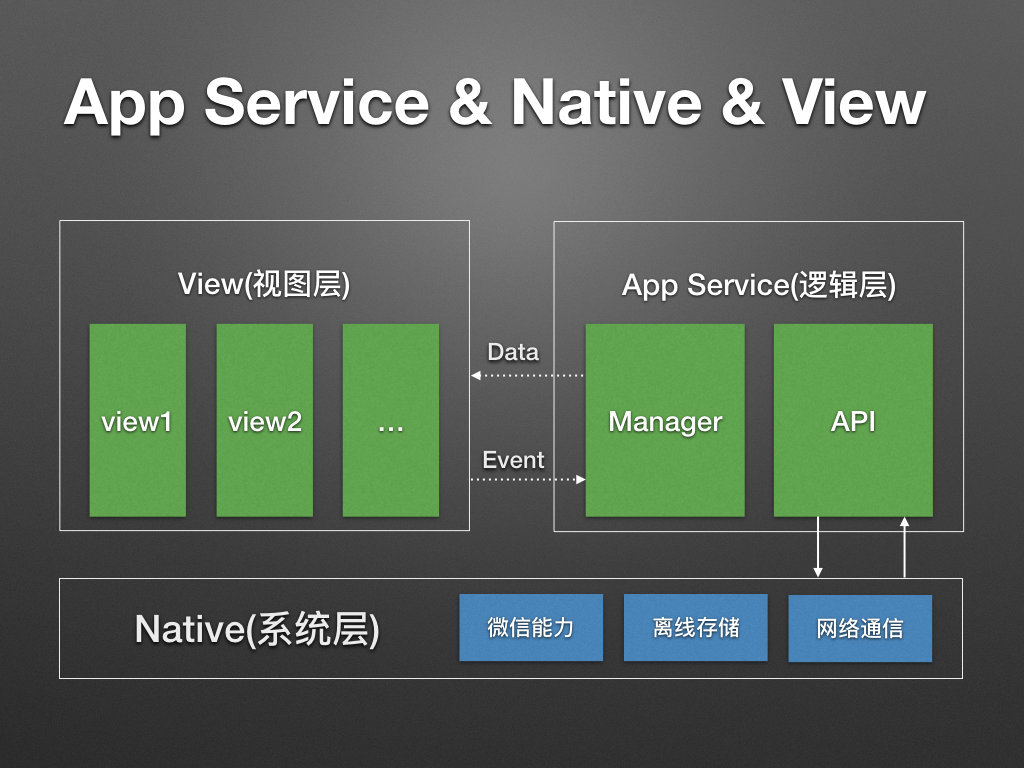 App Service & Native & View
View(视图层)
view1
view2
...
Data
Event
App Service(逻辑层)
Manager
API
Native(系统层)
微信能力
离线存储
网络通信